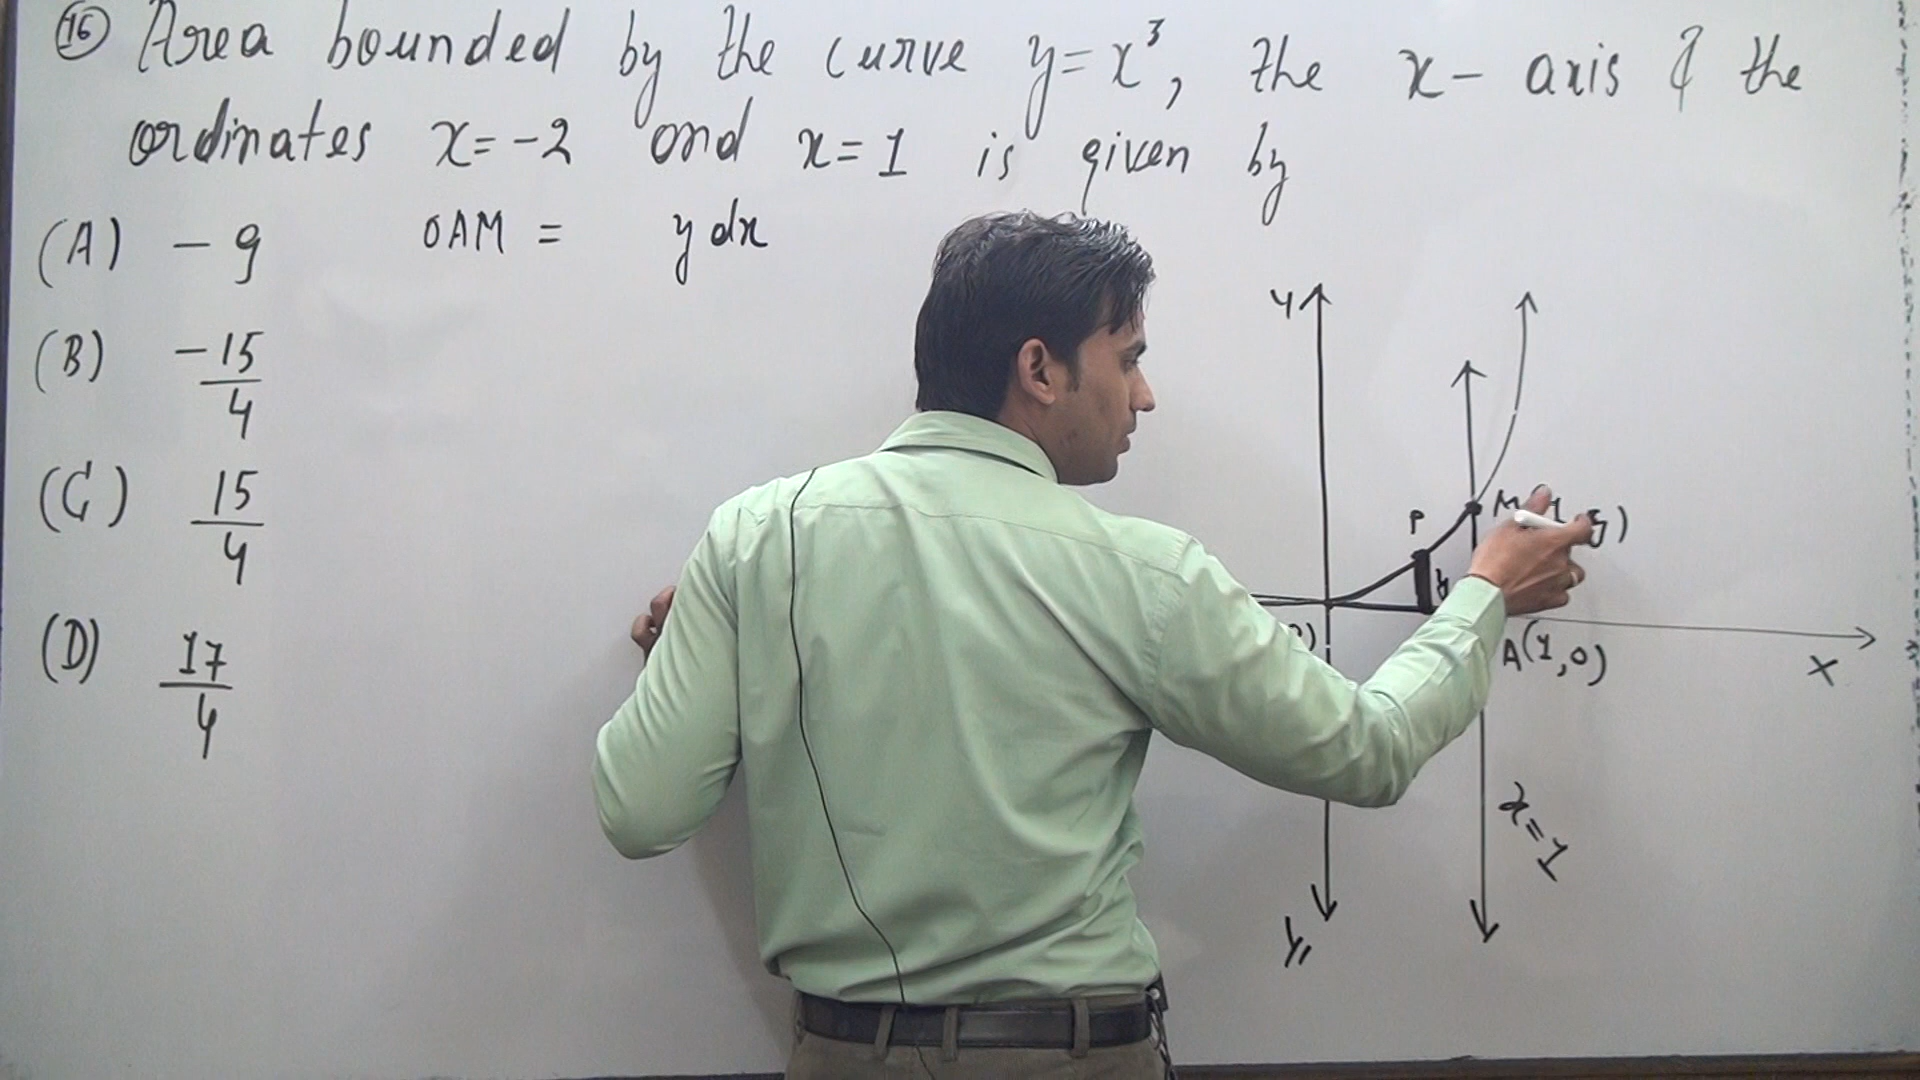 16 Area bounded by the curve y = x³, the x - axis & the
ordinates x = -2 and x = 1 is given by
(A) - 9
OAM = y dx
(B) -15/4
(C) 15/4
(D) 17/4
Y
P
M
A(1,0)
X
x=1